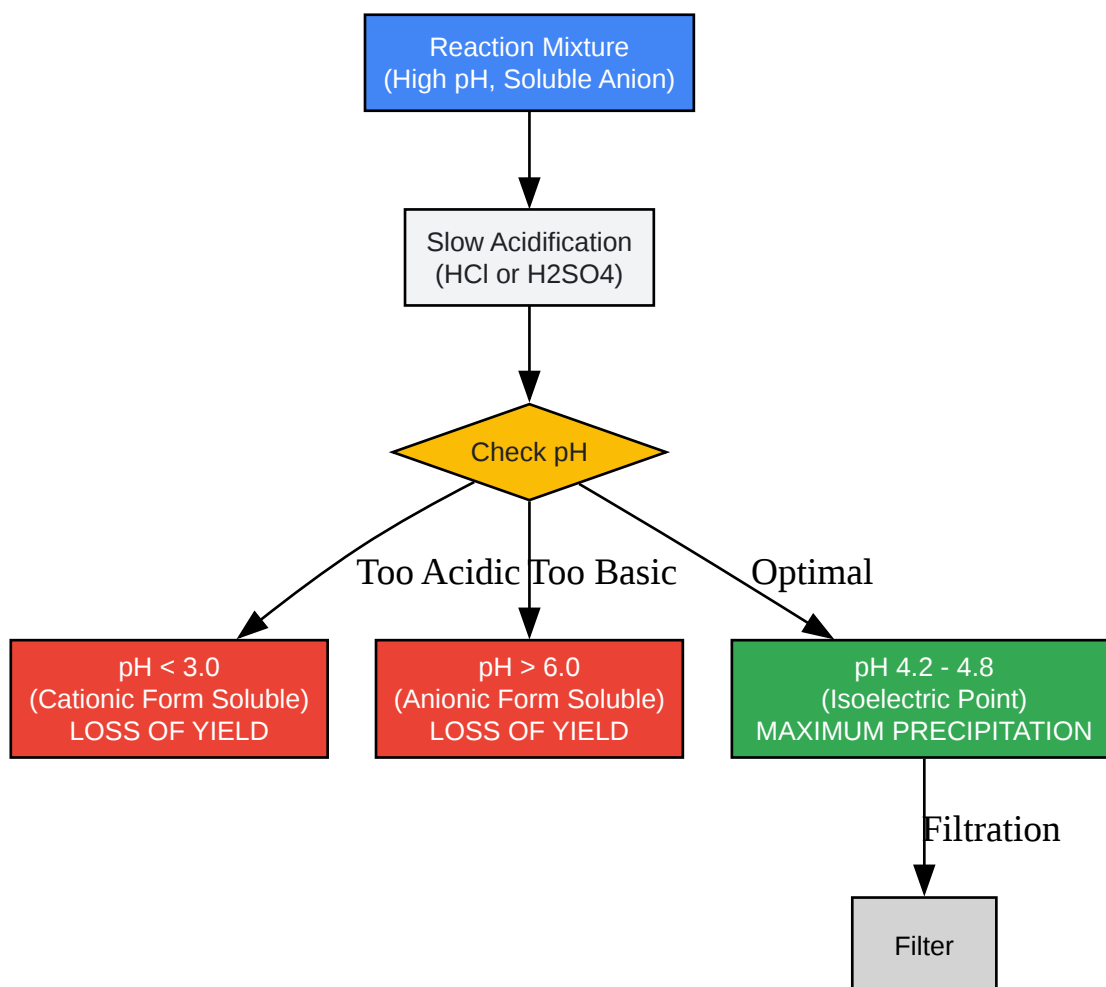 Reaction Mixture
(High pH, Soluble Anion)
Slow Acidification
(HCl or H2SO4)
Check pH
Too Acidic
Too Basic
Optimal
pH < 3.0
(Cationic Form Soluble)
LOSS OF YIELD
pH > 6.0
(Anionic Form Soluble)
LOSS OF YIELD
pH 4.2 - 4.8
(Isoelectric Point)
MAXIMUM PRECIPITATION
Filtration
Filter